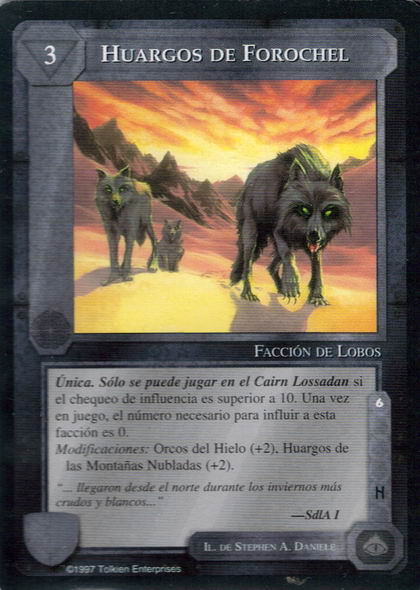 3
HUARGOS DE FOROCHEL
FACCIÓN DE LOBOS
Única. Sólo se puede jugar en el Cairn Lossadan si
el chequeo de influencia es superior a 10. Una vez
en juego, el número necesario para influir a esta
facción es 0.
Modificaciones: Orcos del Hielo (+2), Huargos de
las Montañas Nubladas (+2).
"... llegaron desde el norte durante los inviernos más
crudos y blancos..."
—SdlA I
6
H
IL. DE STEPHEN A. DANIELE
©1997 Tolkien Enterprises